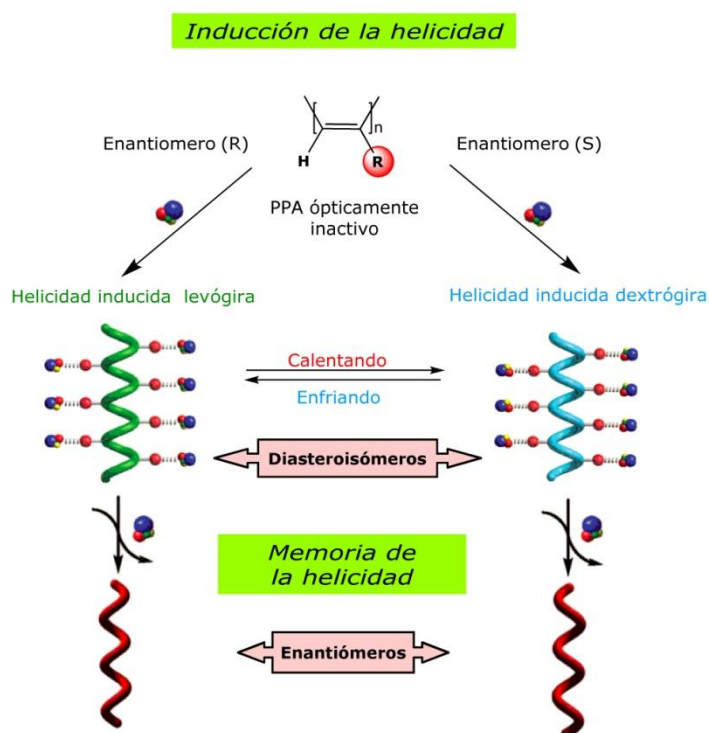 Inducción de la helicidad
Enantiomero (R)
Enantiomero (S)
n
H
R
PPA ópticamente
inactivo
Helicidad inducida levógira
Helicidad inducida dextrógira
Calentando
Enfriando
Diasteroisómeros
Memoria de
la helicidad
Enantiómeros